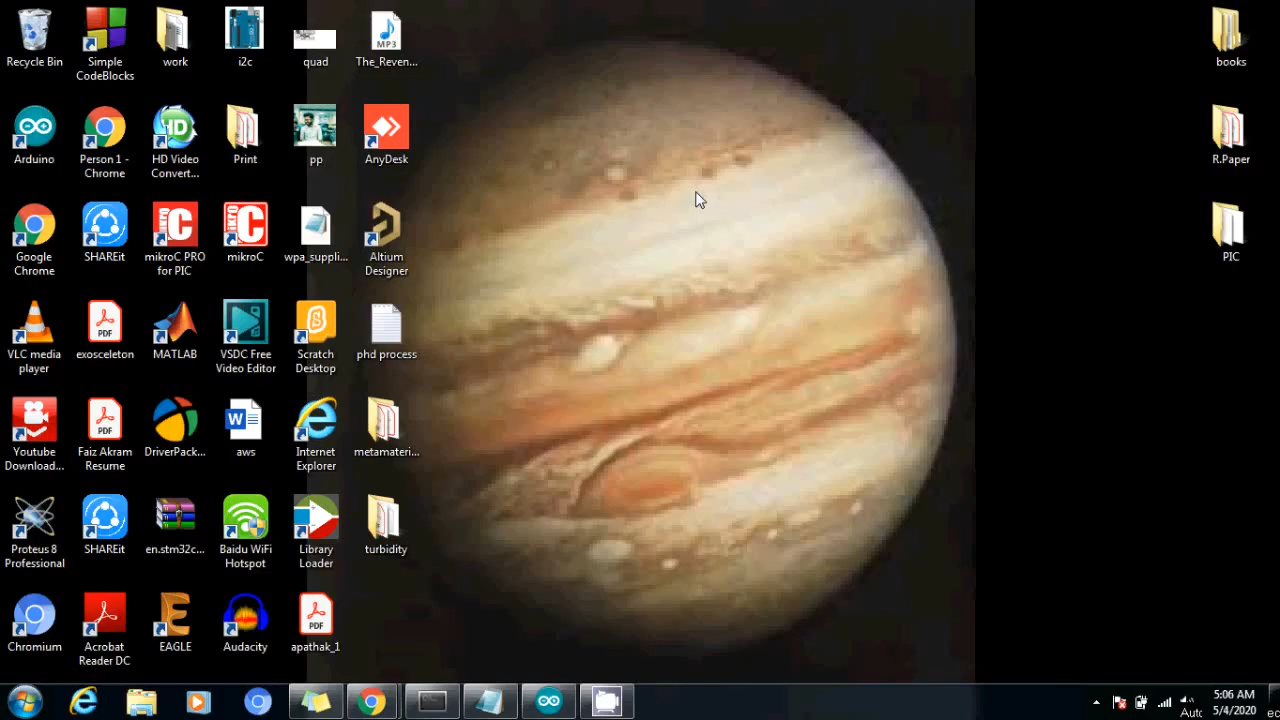 Recycle Bin
Simple
CodeBlocks
work
i2c
quad
MP3
The_Reven...
books
Arduino
Person 1 -
Chrome
HD
HD Video
Convert...
Print
pp
AnyDesk
R.Paper
Google
Chrome
SHAREit
MIKRO
mikroC PRO
for PIC
MIKRO
mikroC
wpa_suppli...
Altium
Designer
PIC
VLC media
player
PDF
exosceleton
MATLAB
VSDC Free
Video Editor
Scratch
Desktop
phd process
Youtube
Download...
PDF
Faiz Akram
Resume
DriverPack...
W
aws
Internet
Explorer
metamateri...
Proteus 8
Professional
SHAREit
en.stm32c...
Baidu WiFi
Hotspot
Library
Loader
turbidity
Chromium
Acrobat
Reader DC
EAGLE
Audacity
PDF
apathak_1
5:06 AM
5/4/2020